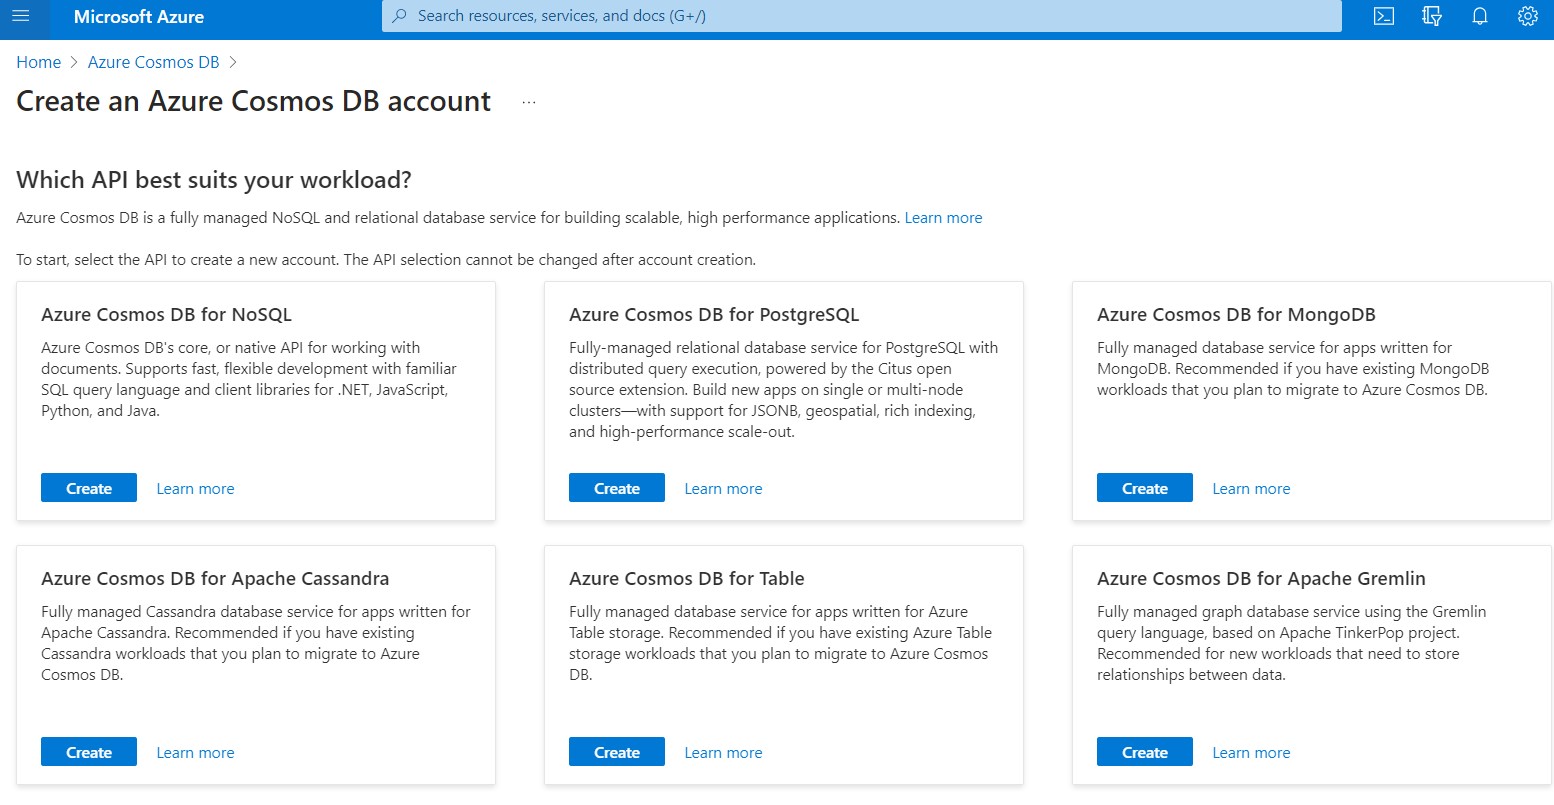 Microsoft Azure
Search resources, services, and docs (G+/)
Home > Azure Cosmos DB >
Create an Azure Cosmos DB account ...
Which API best suits your workload?
Azure Cosmos DB is a fully managed NoSQL and relational database service for building scalable, high performance applications. Learn more
To start, select the API to create a new account. The API selection cannot be changed after account creation.
Azure Cosmos DB for NoSQL
Azure Cosmos DB's core, or native API for working with
documents. Supports fast, flexible development with familiar
SQL query language and client libraries for .NET, JavaScript,
Python, and Java.
Create Learn more
Azure Cosmos DB for PostgreSQL
Fully-managed relational database service for PostgreSQL with
distributed query execution, powered by the Citus open
source extension. Build new apps on single or multi-node
clusters—with support for JSONB, geospatial, rich indexing,
and high-performance scale-out.
Create Learn more
Azure Cosmos DB for MongoDB
Fully managed database service for apps written for
MongoDB. Recommended if you have existing MongoDB
workloads that you plan to migrate to Azure Cosmos DB.
Create Learn more
Azure Cosmos DB for Apache Cassandra
Fully managed Cassandra database service for apps written for
Apache Cassandra. Recommended if you have existing
Cassandra workloads that you plan to migrate to Azure
Cosmos DB.
Create Learn more
Azure Cosmos DB for Table
Fully managed database service for apps written for Azure
Table storage. Recommended if you have existing Azure Table
storage workloads that you plan to migrate to Azure Cosmos
DB.
Create Learn more
Azure Cosmos DB for Apache Gremlin
Fully managed graph database service using the Gremlin
query language, based on Apache TinkerPop project.
Recommended for new workloads that need to store
relationships between data.
Create Learn more